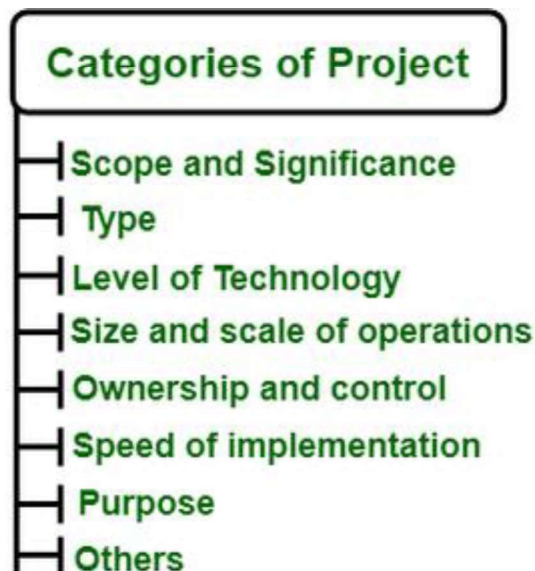 Categories of Project
Scope and Significance
Type
Level of Technology
Size and scale of operations
Ownership and control
Speed of implementation
Purpose
Others